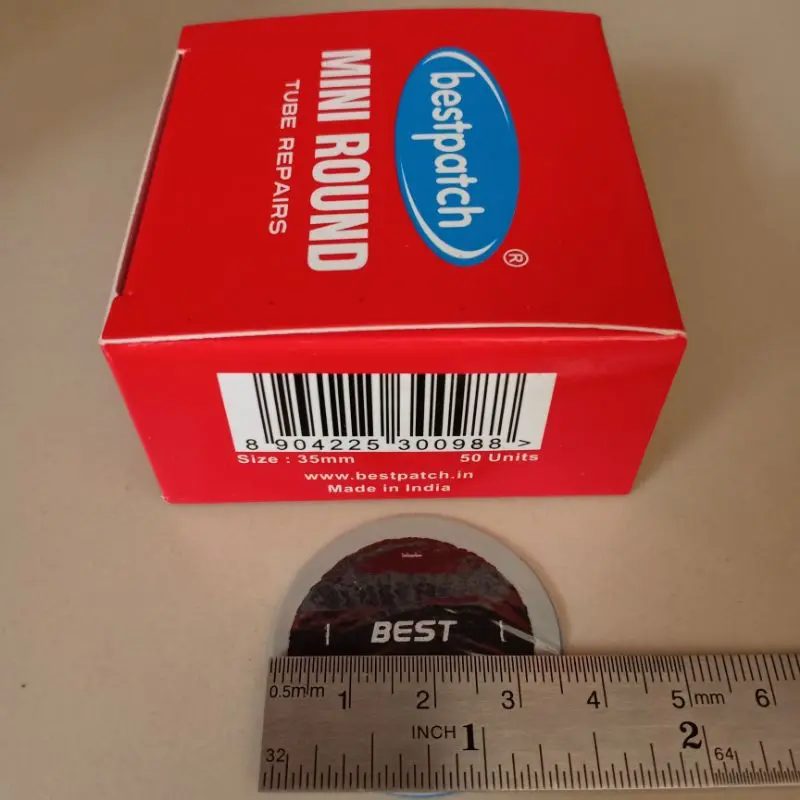 bestpatch®
MINI ROUND
TUBE REPAIRS
8 904225 300988 >
Size : 35mm 50 Units
www.bestpatch.in
Made in India
BEST
0.5mm 1 2 3 4 5 mm 6
32 INCH 1 2 64